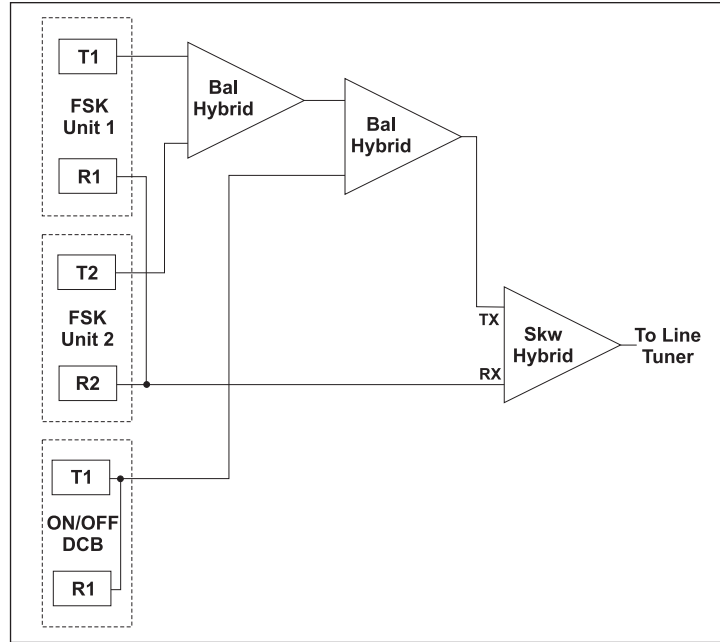 T1
FSK
Unit 1
R1
T2
FSK
Unit 2
R2
T1
ON/OFF
DCB
R1
Bal
Hybrid
Bal
Hybrid
TX
RX
Skw
Hybrid
To Line
Tuner